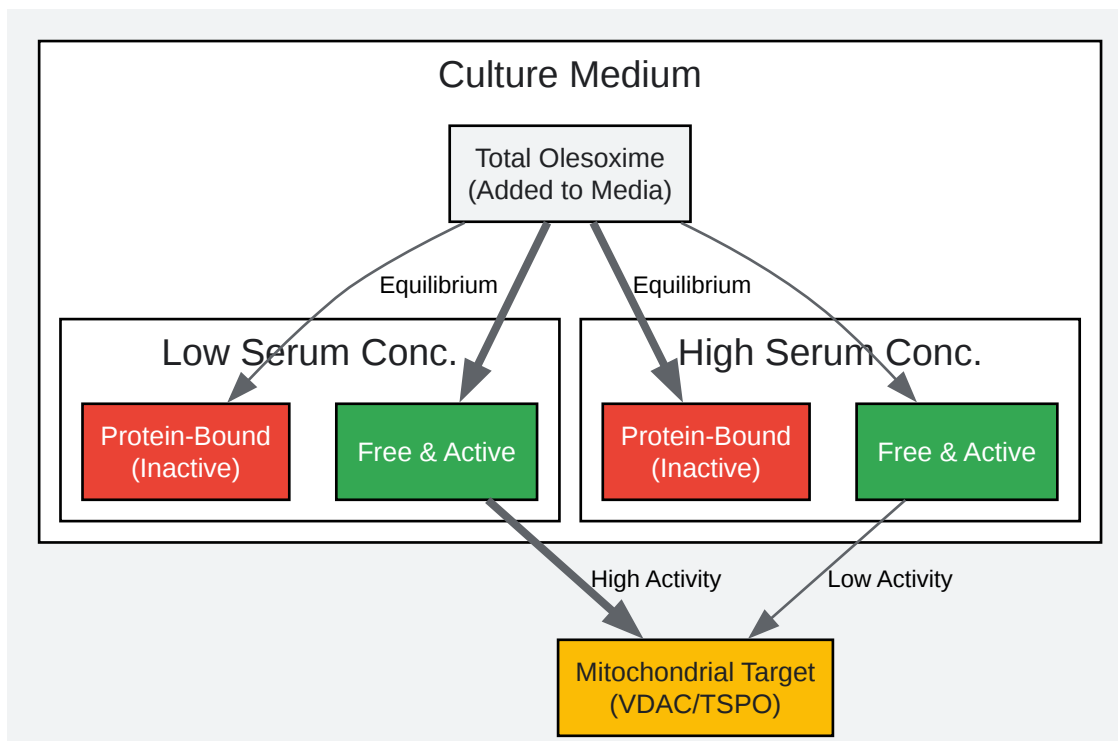 Culture Medium
Total Olesoxime
(Added to Media)
Equilibrium
Equilibrium
Low Serum Conc.
High Serum Conc.
Protein-Bound
(Inactive)
Free & Active
Protein-Bound
(Inactive)
Free & Active
High Activity
Low Activity
Mitochondrial Target
(VDAC/TSPO)